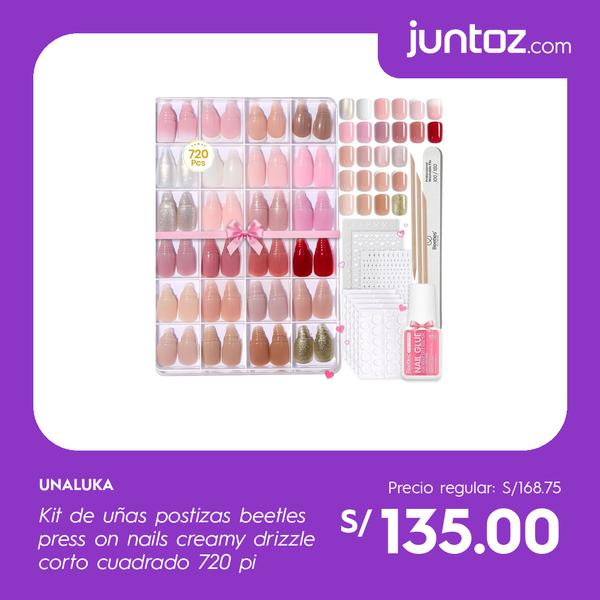 juntoz.com
720
Pcs
Beetles
NAIL GLUE
UNALUKA
Precio regular: S/168.75
Kit de uñas postizas beetles
press on nails creamy drizzle
corto cuadrado 720 pi
S/135.00